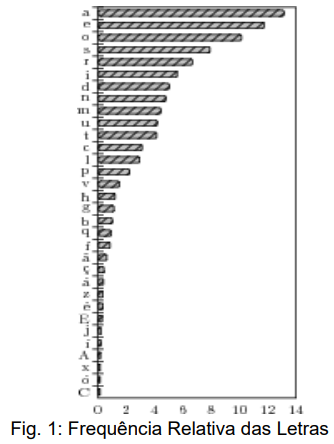 a
e
o
s
r
i
d
n
m
u
t
c
l
p
v
h
g
b
q
f
ã
ç
á
z
é
E
j
í
A
x
ó
C
0 2 4 6 8 10 12 14
Fig. 1: Frequência Relativa das Letras